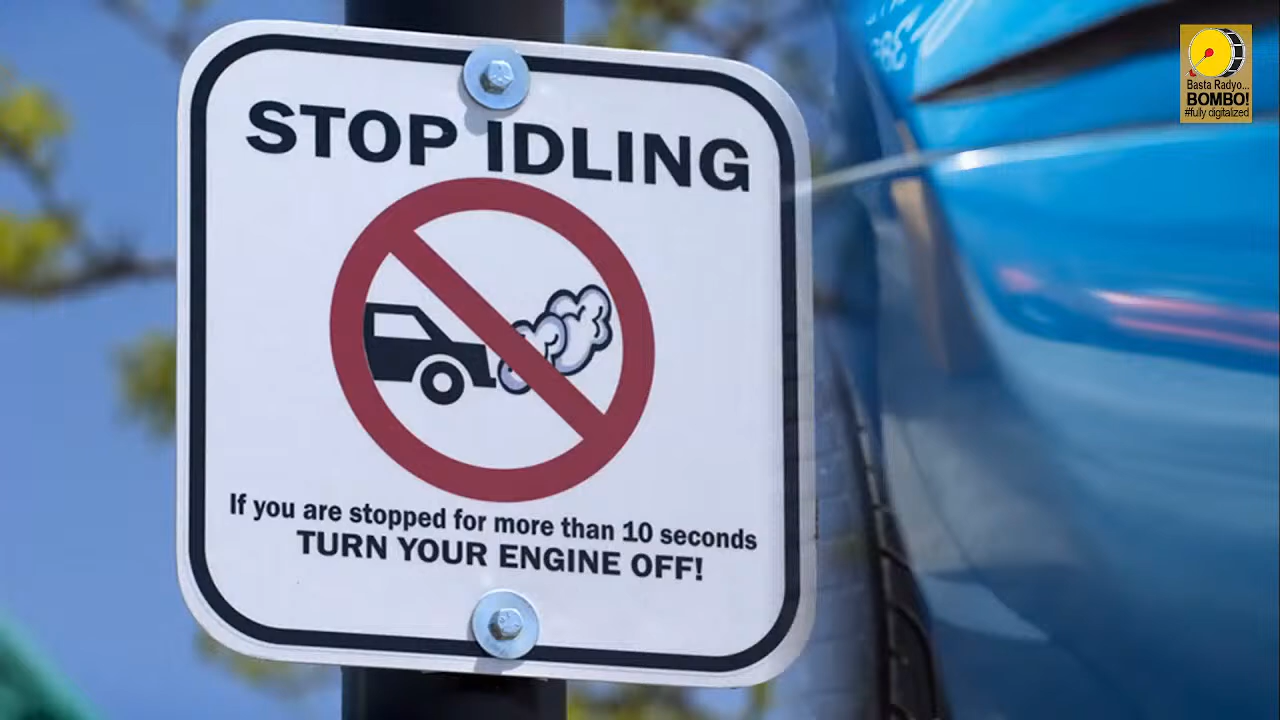 STOP IDLING
If you are stopped for more than 10 seconds
TURN YOUR ENGINE OFF!
Basta Radyo...
BOMBO!
#fully digitalized